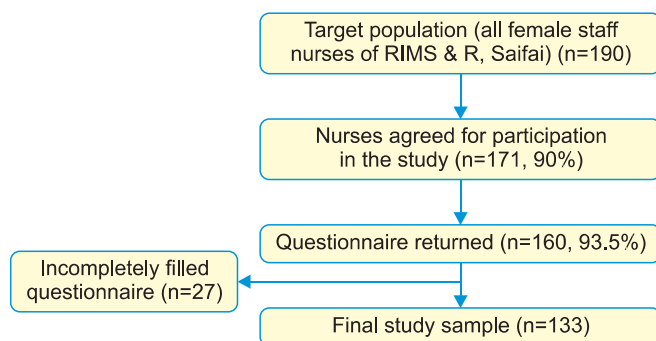 Target population (all female staff
nurses of RIMS & R, Saifai) (n=190)
Nurses agreed for participation
in the study (n=171, 90%)
Questionnaire returned (n=160, 93.5%)
Incompletely filled
questionnaire (n=27)
Final study sample (n=133)